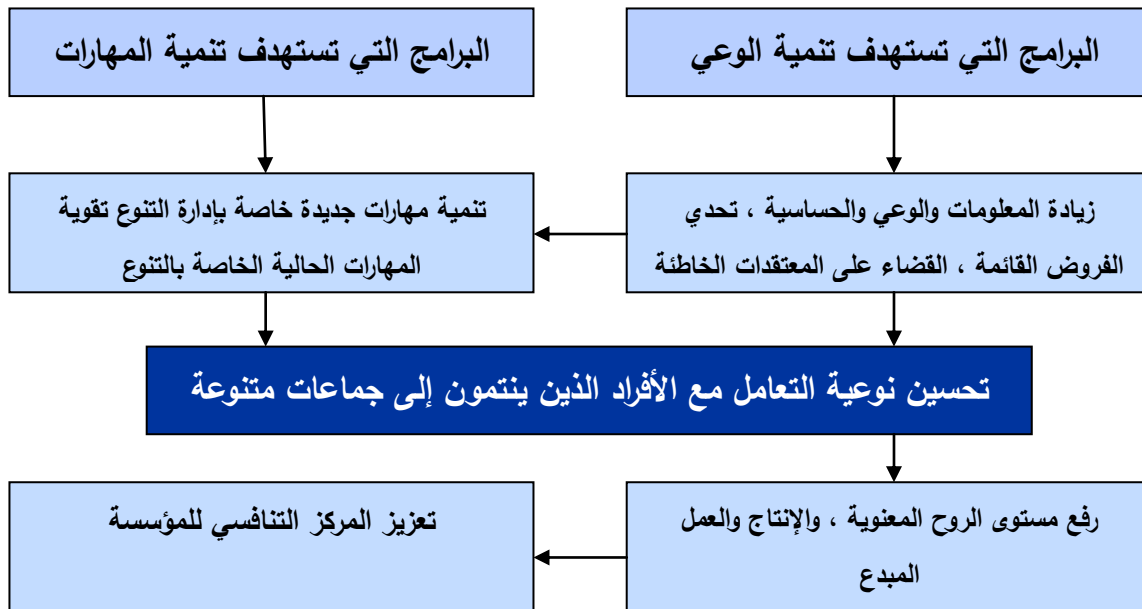 البرامج التي تستهدف تنمية الوعي
البرامج التي تستهدف تنمية المهارات
زيادة المعلومات والوعي والحساسية ، تحدي
الفروض القائمة ، القضاء على المعتقدات الخاطئة
تنمية مهارات جديدة خاصة بإدارة التنوع تقوية
المهارات الحالية الخاصة بالتنوع
تحسين نوعية التعامل مع الأفراد الذين ينتمون إلى جماعات متنوعة
رفع مستوى الروح المعنوية ، والإنتاج والعمل
المبدع
تعزيز المركز التنافسي للمؤسسة